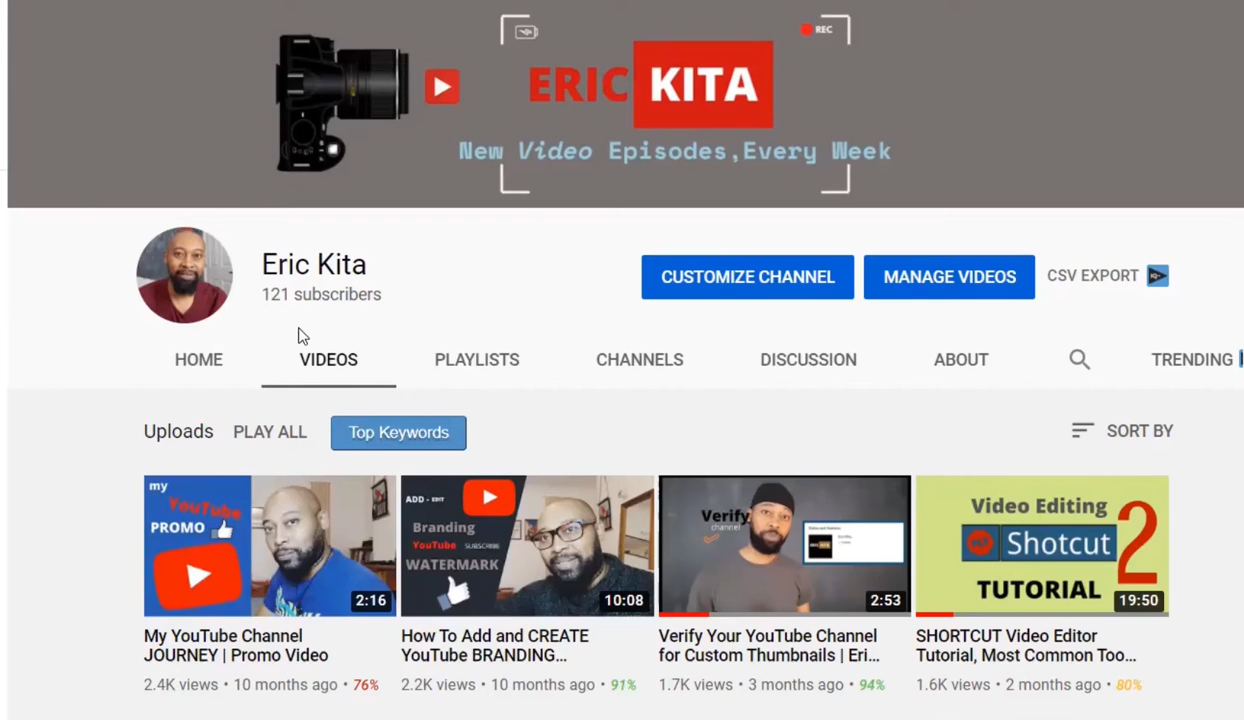 REC
ERIC KITA
New Video Episodes,Every Week
Eric Kita
121 subscribers
CUSTOMIZE CHANNEL
MANAGE VIDEOS
CSV EXPORT
HOME
VIDEOS
PLAYLISTS
CHANNELS
DISCUSSION
ABOUT
TRENDING
Uploads
PLAY ALL
Top Keywords
SORT BY
my
YouTube
PROMO
2:16
My YouTube Channel
JOURNEY | Promo Video
2.4K views • 10 months ago • 76%
ADD - EDIT
Branding
YouTube SUBSCRIBE
WATERMARK
10:08
How To Add and CREATE
YouTube BRANDING...
2.2K views • 10 months ago • 91%
Verify
channel
2:53
Verify Your YouTube Channel
for Custom Thumbnails | Eri...
1.7K views • 3 months ago • 94%
Video Editing
Shotcut
2
TUTORIAL
19:50
SHORTCUT Video Editor
Tutorial, Most Common Too...
1.6K views • 2 months ago • 80%